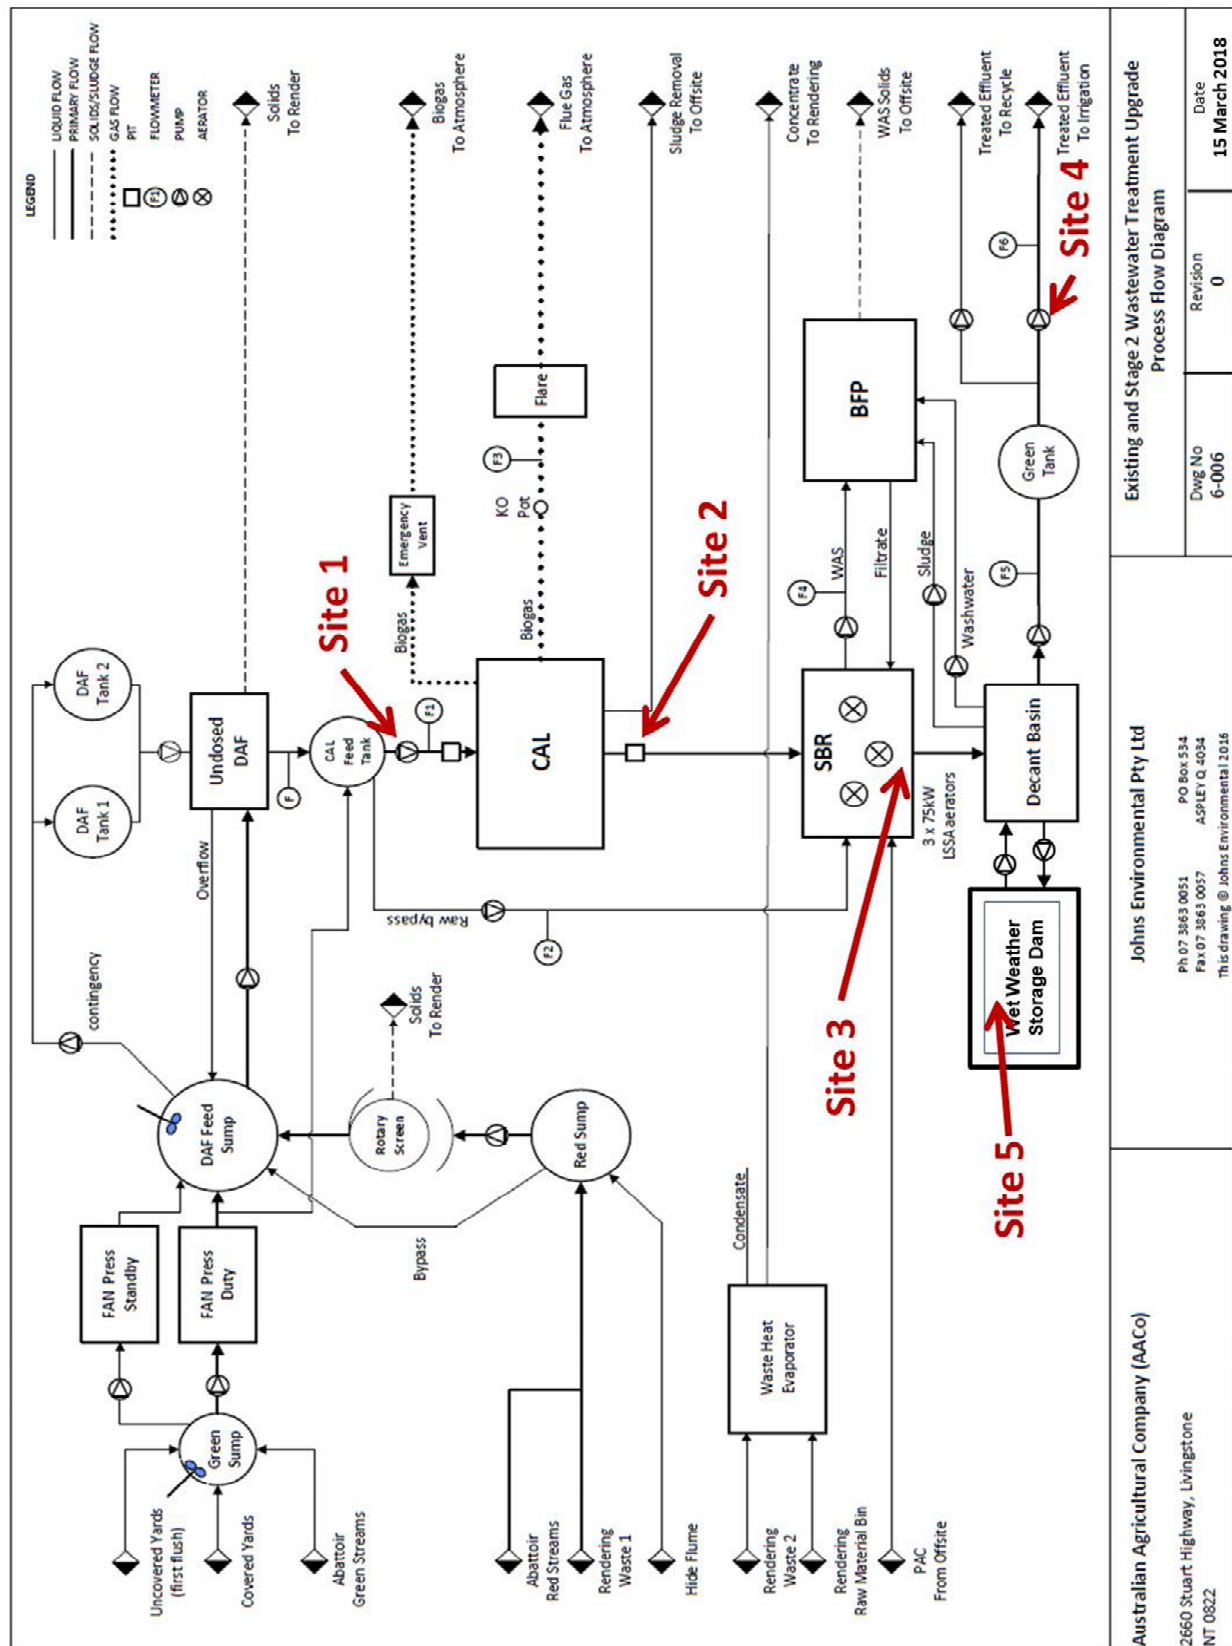 LEGEND
LIQUID FLOW
PRIMARY FLOW
SOLIDS/SLUDGE FLOW
GAS FLOW
PIT
F1
FLOWMETER
PUMP
AERATOR
Uncovered Yards
(first flush)
Covered Yards
Abattoir
Green Streams
Green
Sump
FAN Press
Standby
FAN Press
Duty
DAF Feed
Sump
contingency
Overflow
DAF
Tank 1
DAF
Tank 2
Undosed
DAF
Solids
To Render
F
CAL
Feed
Tank
Site 1
F1
Bypass
Rotary
Screen
Solids
To Render
Red Sump
Abattoir
Red Streams
Rendering
Waste 1
Hide Flume
Raw bypass
F2
CAL
Biogas
Emergency
Vent
Biogas
To Atmosphere
Biogas
KO
Pot
F3
Flare
Flue Gas
To Atmosphere
Sludge Removal
To Offsite
Site 2
Rendering
Waste 2
Rendering
Raw Material Bin
PAC
From Offsite
Waste Heat
Evaporator
Condensate
Concentrate
To Rendering
SBR
3 x 75kW
LSSA aerators
Site 3
F4
WAS
Filtrate
BFP
WAS Solids
To Offsite
Sludge
Washwater
Decant Basin
Wet Weather
Storage Dam
Site 5
F5
Green
Tank
Treated Effluent
To Recycle
F6
Treated Effluent
To Irrigation
Site 4
Australian Agricultural Company (AACo)
2660 Stuart Highway, Livingstone
NT 0822
Johns Environmental Pty Ltd
Ph 07 3863 0051
PO Box 534
Fax 07 3863 0057
ASPLEY Q 4034
This drawing © Johns Environmental 2016
Existing and Stage 2 Wastewater Treatment Upgrade
Process Flow Diagram
Dwg No
6-006
Revision
0
Date
15 March 2018